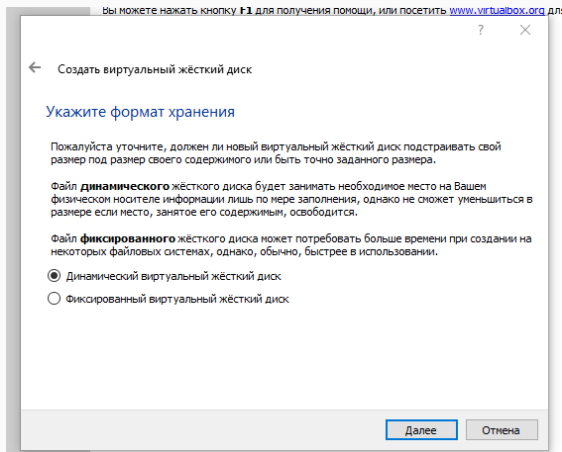 Вы можете нажать кнопку F1 для получения помощи, или посетить www.virtualbox.org для
?
Создать виртуальный жёсткий диск
Укажите формат хранения
Пожалуйста уточните, должен ли новый виртуальный жёсткий диск подстраивать свой
размер под размер своего содержимого или быть точно заданного размера.
Файл динамического жёсткого диска будет занимать необходимое место на Вашем
физическом носителе информации лишь по мере заполнения, однако не сможет уменьшиться в
размере если место, занятое его содержимым, освободится.
Файл фиксированного жёсткого диска может потребовать больше времени при создании на
некоторых файловых системах, однако, обычно, быстрее в использовании.
Динамический виртуальный жёсткий диск
Фиксированный виртуальный жёсткий диск
Далее
Отмена